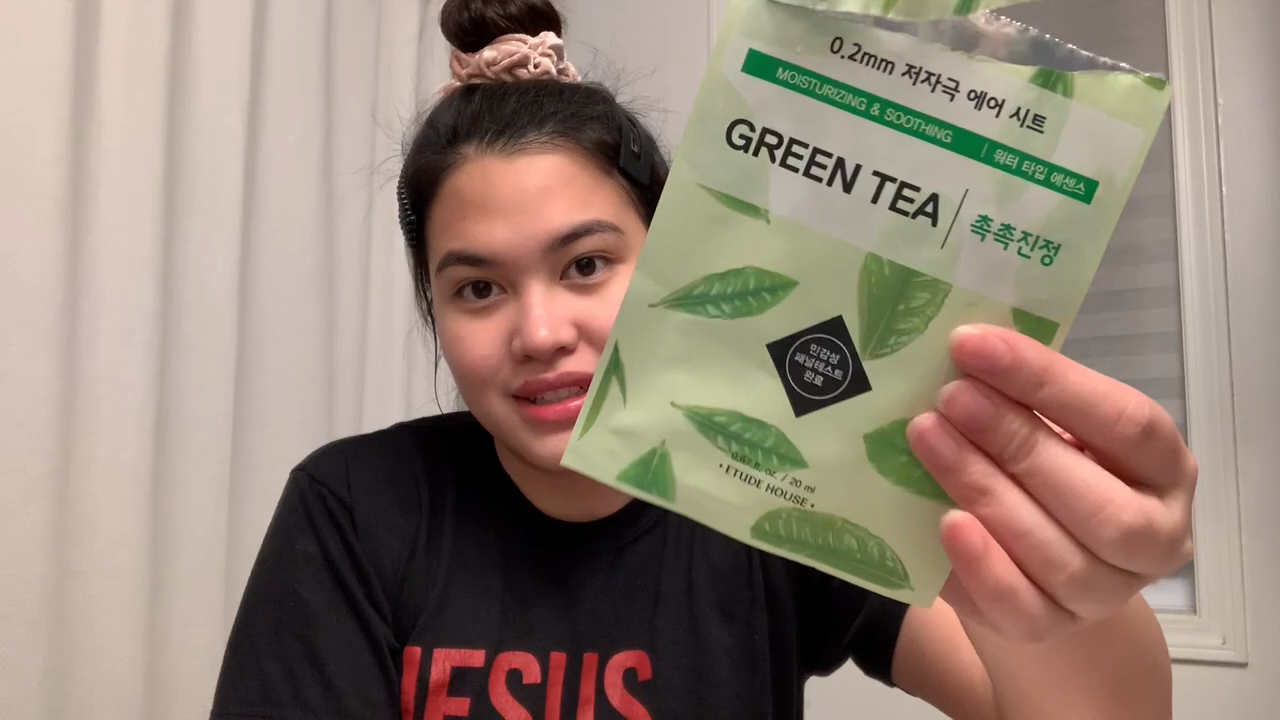 0.2mm 저자극 에어 시트
MOISTURIZING & SOOTHING | 워터 타입 에센스
GREEN TEA | 촉촉진정
민감성
패널테스트
완료
0.67 fl. oz. / 20 ml
• ETUDE HOUSE •
JESUS